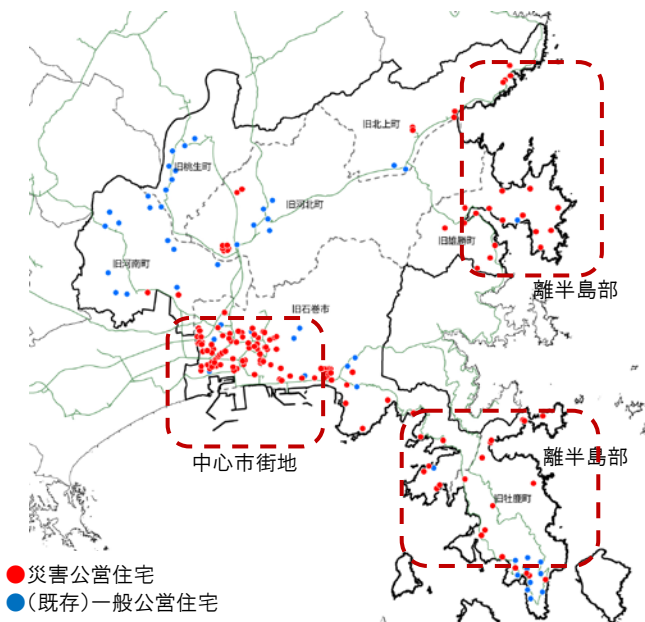 旧北上町
旧桃生町
旧河北町
旧雄勝町
旧河南町
離半島部
旧石巻市
中心市街地
離半島部
旧牡鹿町
●災害公営住宅
●(既存)一般公営住宅